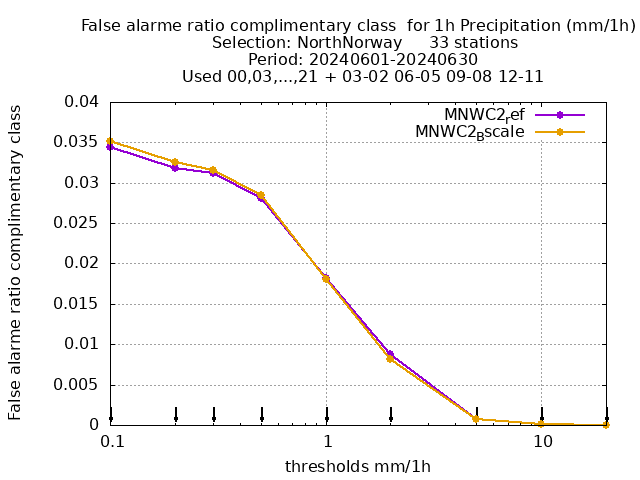 False alarme ratio complimentary class  for 1h Precipitation (mm/1h)
Selection: NorthNorway     33 stations
Period: 20240601-20240630
Used 00,03,...,21 + 03-02 06-05 09-08 12-11
MNWC2ref
MNWC2Bscale
False alarme ratio complimentary class
0.04
0.035
0.03
0.025
0.02
0.015
0.01
0.005
0
0.1 1 10
thresholds mm/1h